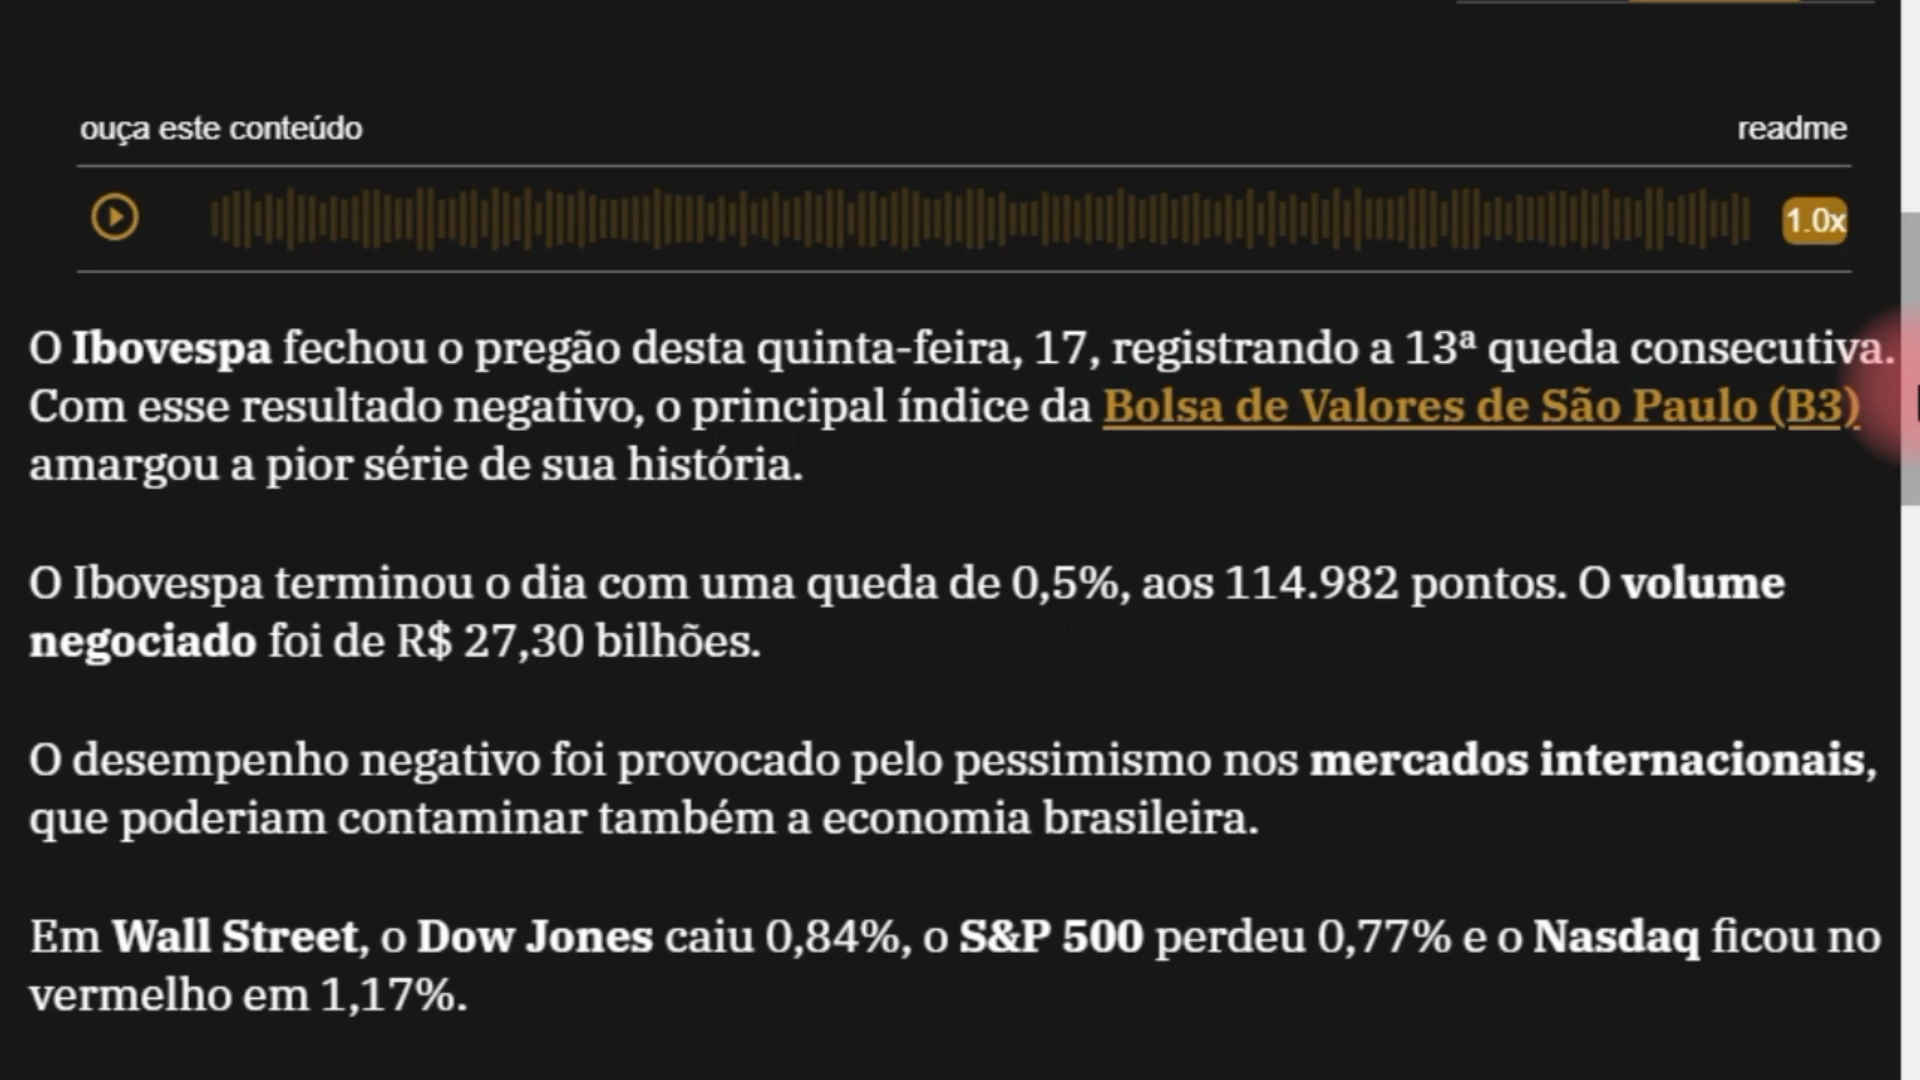 ouça este conteúdo readme
1.0x
O Ibovespa fechou o pregão desta quinta-feira, 17, registrando a 13ª queda consecutiva.
Com esse resultado negativo, o principal índice da Bolsa de Valores de São Paulo (B3)
amargou a pior série de sua história.
O Ibovespa terminou o dia com uma queda de 0,5%, aos 114.982 pontos. O volume
negociado foi de R$ 27,30 bilhões.
O desempenho negativo foi provocado pelo pessimismo nos mercados internacionais,
que poderiam contaminar também a economia brasileira.
Em Wall Street, o Dow Jones caiu 0,84%, o S&P 500 perdeu 0,77% e o Nasdaq ficou no
vermelho em 1,17%.